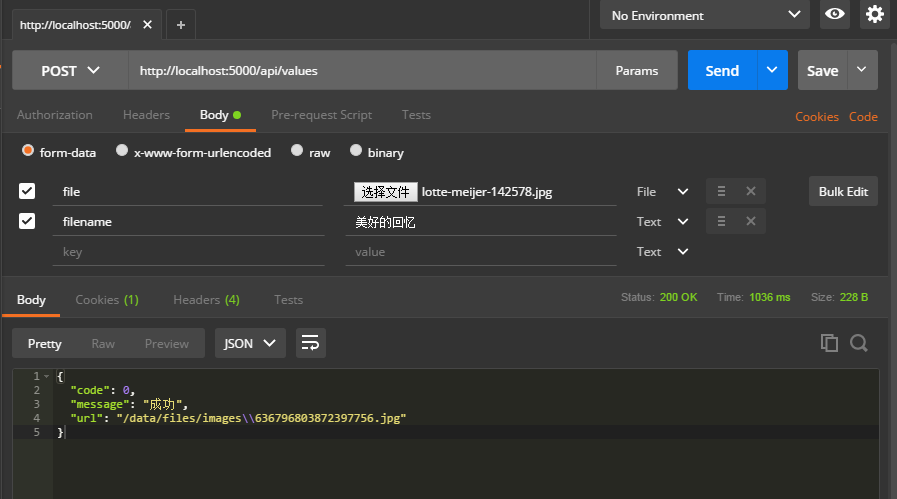 http://localhost:5000/
No Environment
POST http://localhost:5000/api/values Params Send Save
Authorization Headers Body Pre-request Script Tests Cookies Code
form-data x-www-form-urlencoded raw binary
file 选择文件 lotte-meijer-142578.jpg File Bulk Edit
filename 美好的回忆 Text
key value Text
Body Cookies (1) Headers (4) Tests Status: 200 OK Time: 1036 ms Size: 228 B
Pretty Raw Preview JSON
1 {
2 "code": 0,
3 "message": "成功",
4 "url": "/data/files/images\\636796803872397756.jpg"
5 }